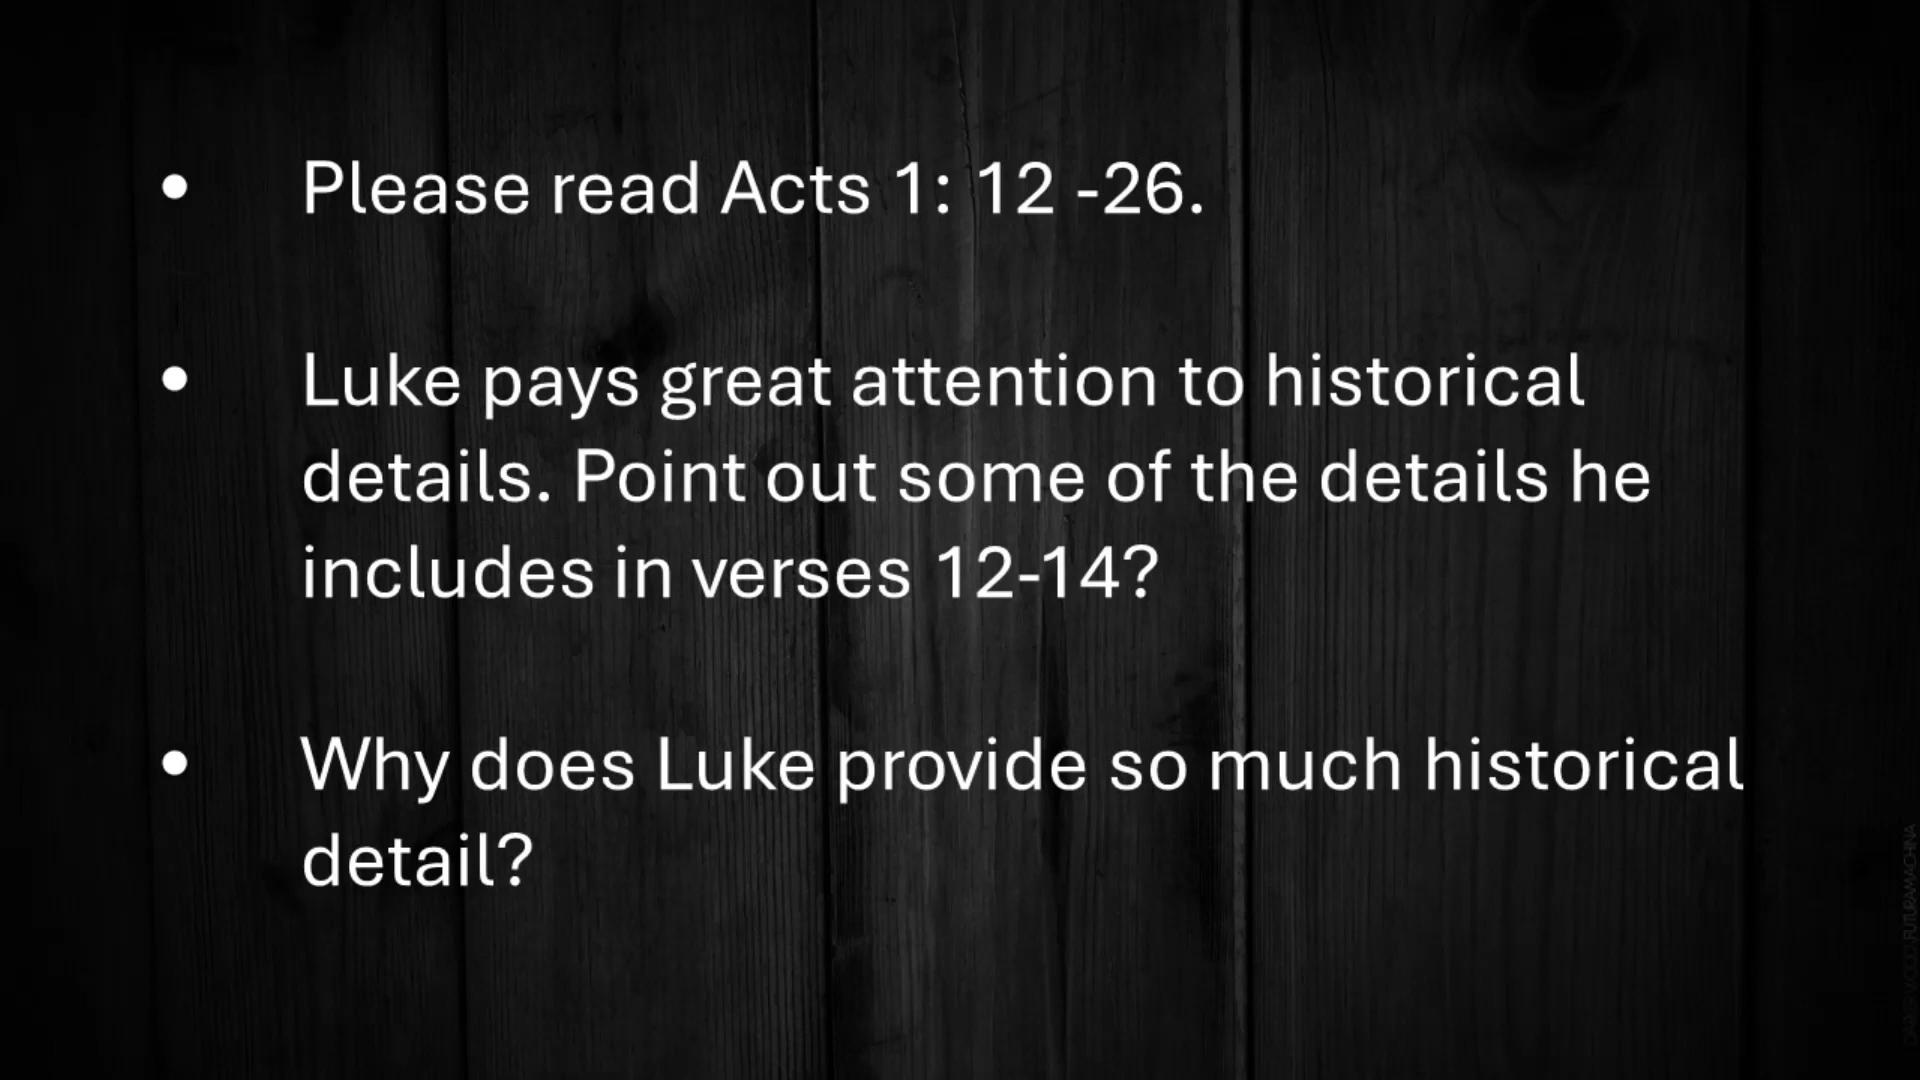 • Please read Acts 1: 12 -26.
• Luke pays great attention to historical
details. Point out some of the details he
includes in verses 12-14?
• Why does Luke provide so much historical
detail?
FUTURAMACHINA